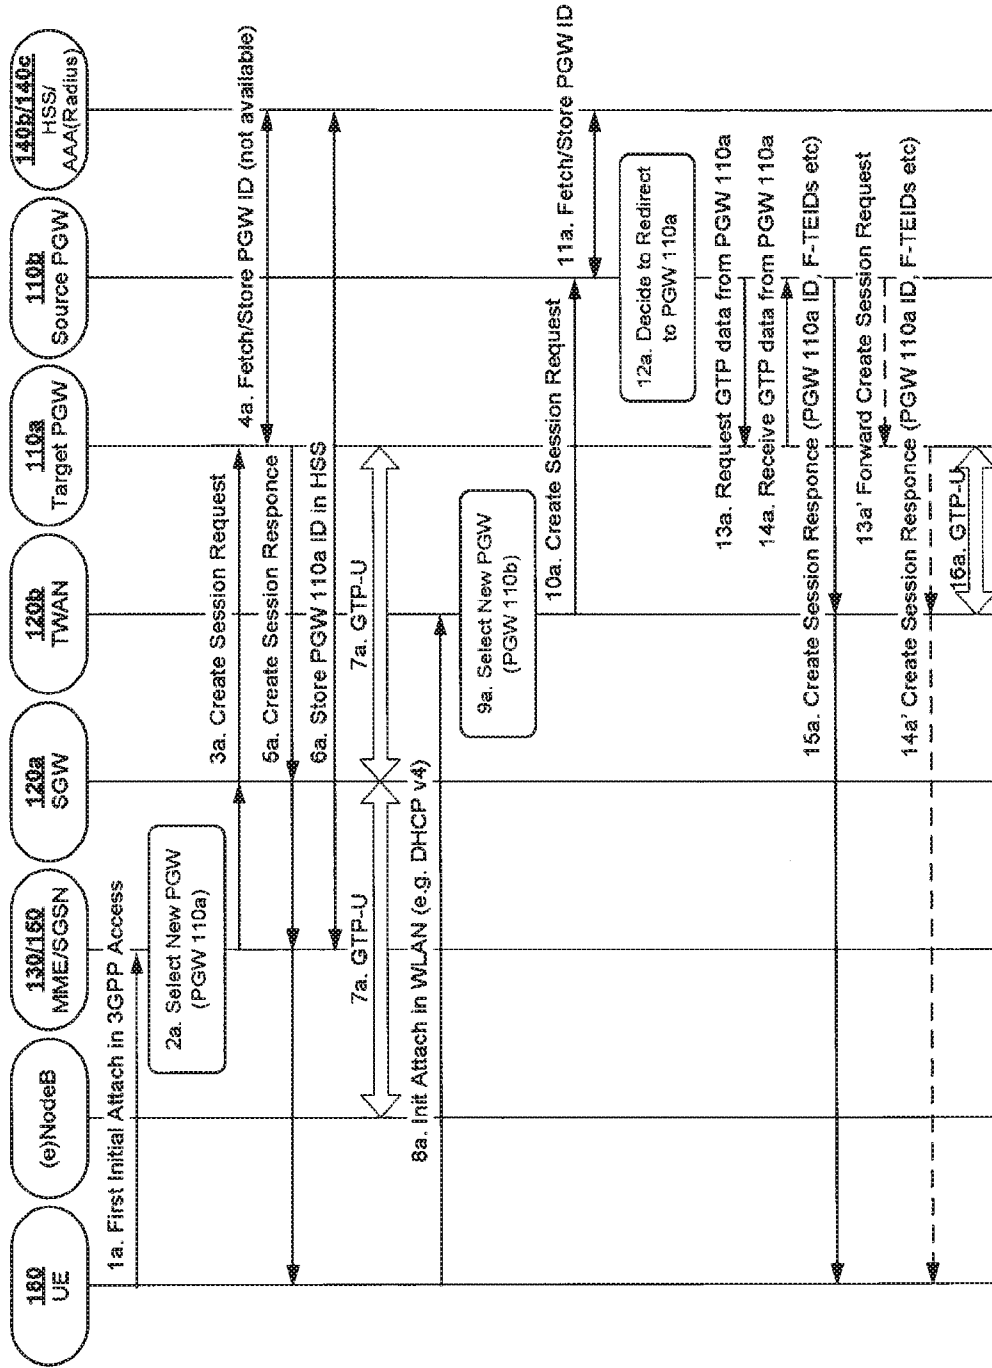 180
UE
(e)NodeB
130/160
MME/SGSN
120a
SGW
120b
TWAN
110a
Target PGW
110b
Source PGW
140b/140c
HSS/
AAA(Radius)
1a. First Initial Attach in 3GPP Access
2a. Select New PGW
(PGW 110a)
3a. Create Session Request
4a. Fetch/Store PGW ID (not available)
5a. Create Session Responce
6a. Store PGW 110a ID in HSS
7a. GTP-U
7a. GTP-U
8a. Init Attach in WLAN (e.g. DHCP v4)
9a. Select New PGW
(PGW 110b)
10a. Create Session Request
11a. Fetch/Store PGW ID
12a. Decide to Redirect
to PGW 110a
13a. Request GTP data from PGW 110a
14a. Receive GTP data from PGW 110a
15a. Create Session Responce (PGW 110a ID, F-TEIDs etc)
13a' Forward Create Session Request
14a' Create Session Responce (PGW 110a ID, F-TEIDs etc)
16a. GTP-U